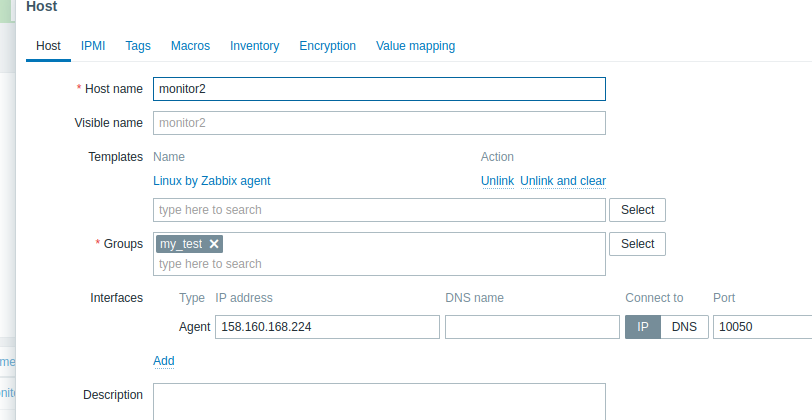 Host
Host IPMI Tags Macros Inventory Encryption Value mapping
* Host name monitor2
Visible name monitor2
Templates Name Action
Linux by Zabbix agent Unlink Unlink and clear
type here to search Select
* Groups my_test Select
type here to search
Interfaces Type IP address DNS name Connect to Port
Agent 158.160.168.224 IP DNS 10050
Add
Description